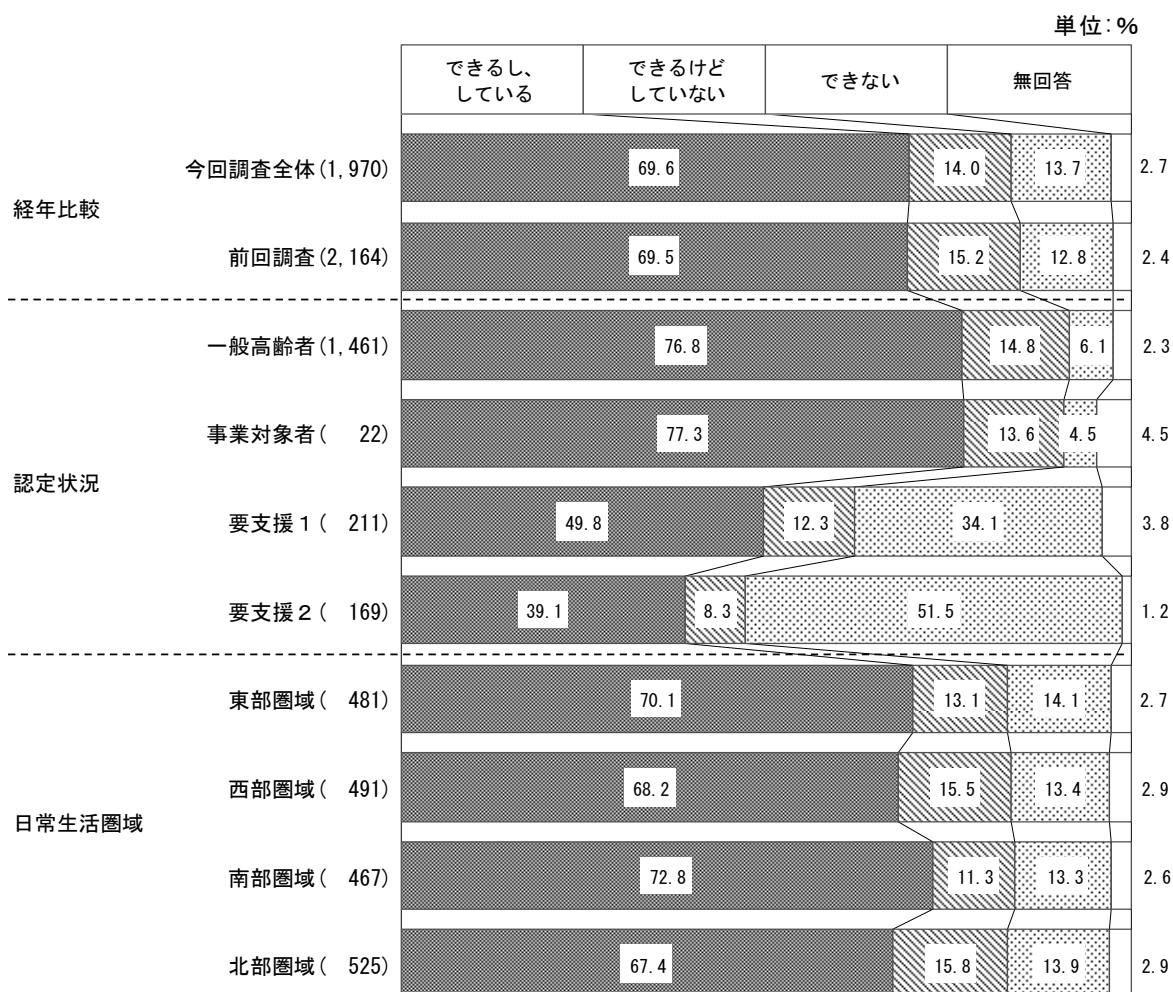 単位:%
できるし、
している
できるけど
していない
できない
無回答
経年比較
今回調査全体(1,970) 69.6 14.0 13.7 2.7
前回調査(2,164) 69.5 15.2 12.8 2.4
認定状況
一般高齢者(1,461) 76.8 14.8 6.1 2.3
事業対象者( 22) 77.3 13.6 4.5 4.5
要支援1( 211) 49.8 12.3 34.1 3.8
要支援2( 169) 39.1 8.3 51.5 1.2
日常生活圏域
東部圏域( 481) 70.1 13.1 14.1 2.7
西部圏域( 491) 68.2 15.5 13.4 2.9
南部圏域( 467) 72.8 11.3 13.3 2.6
北部圏域( 525) 67.4 15.8 13.9 2.9